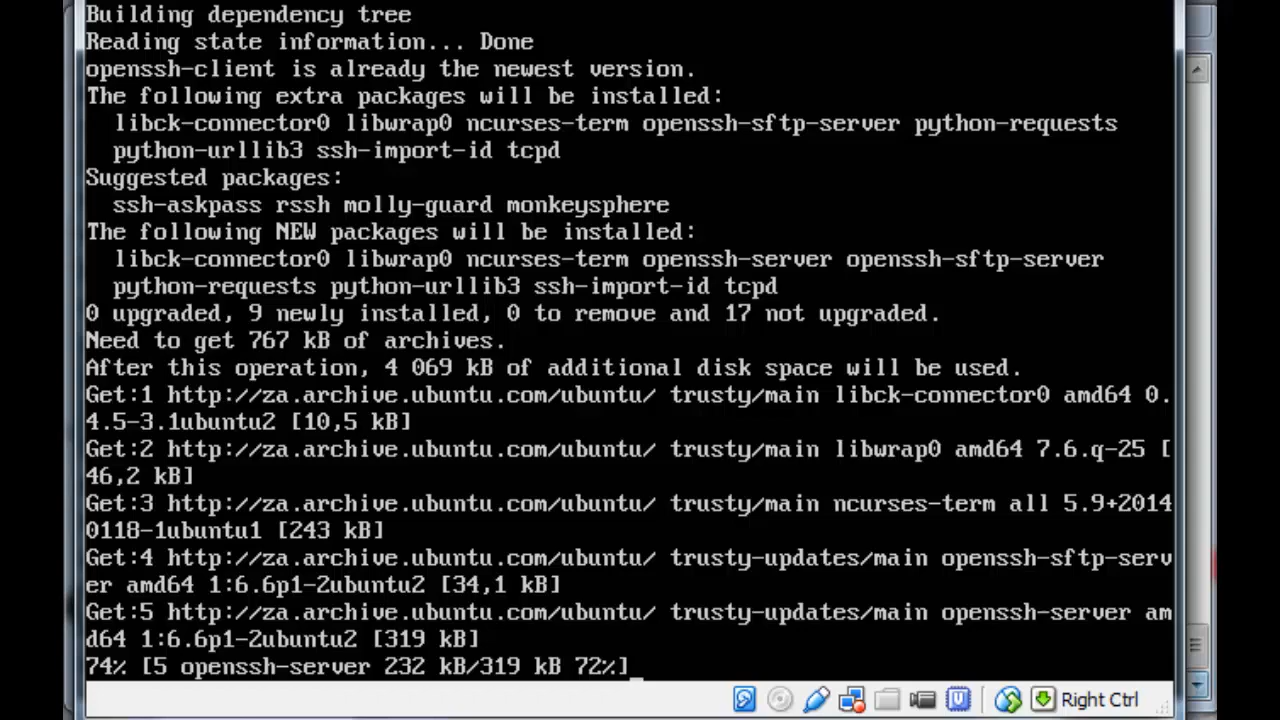 Building dependency tree
Reading state information... Done
openssh-client is already the newest version.
The following extra packages will be installed:
  libck-connector0 libwrap0 ncurses-term openssh-sftp-server python-requests
  python-urllib3 ssh-import-id tcpd
Suggested packages:
  ssh-askpass rssh molly-guard monkeysphere
The following NEW packages will be installed:
  libck-connector0 libwrap0 ncurses-term openssh-server openssh-sftp-server
  python-requests python-urllib3 ssh-import-id tcpd
0 upgraded, 9 newly installed, 0 to remove and 17 not upgraded.
Need to get 767 kB of archives.
After this operation, 4 069 kB of additional disk space will be used.
Get:1 http://za.archive.ubuntu.com/ubuntu/ trusty/main libck-connector0 amd64 0.
4.5-3.1ubuntu2 [10,5 kB]
Get:2 http://za.archive.ubuntu.com/ubuntu/ trusty/main libwrap0 amd64 7.6.q-25 [
46,2 kB]
Get:3 http://za.archive.ubuntu.com/ubuntu/ trusty/main ncurses-term all 5.9+2014
0118-1ubuntu1 [243 kB]
Get:4 http://za.archive.ubuntu.com/ubuntu/ trusty-updates/main openssh-sftp-serv
er amd64 1:6.6p1-2ubuntu2 [34,1 kB]
Get:5 http://za.archive.ubuntu.com/ubuntu/ trusty-updates/main openssh-server am
d64 1:6.6p1-2ubuntu2 [319 kB]
74% [5 openssh-server 232 kB/319 kB 72%]
Right Ctrl